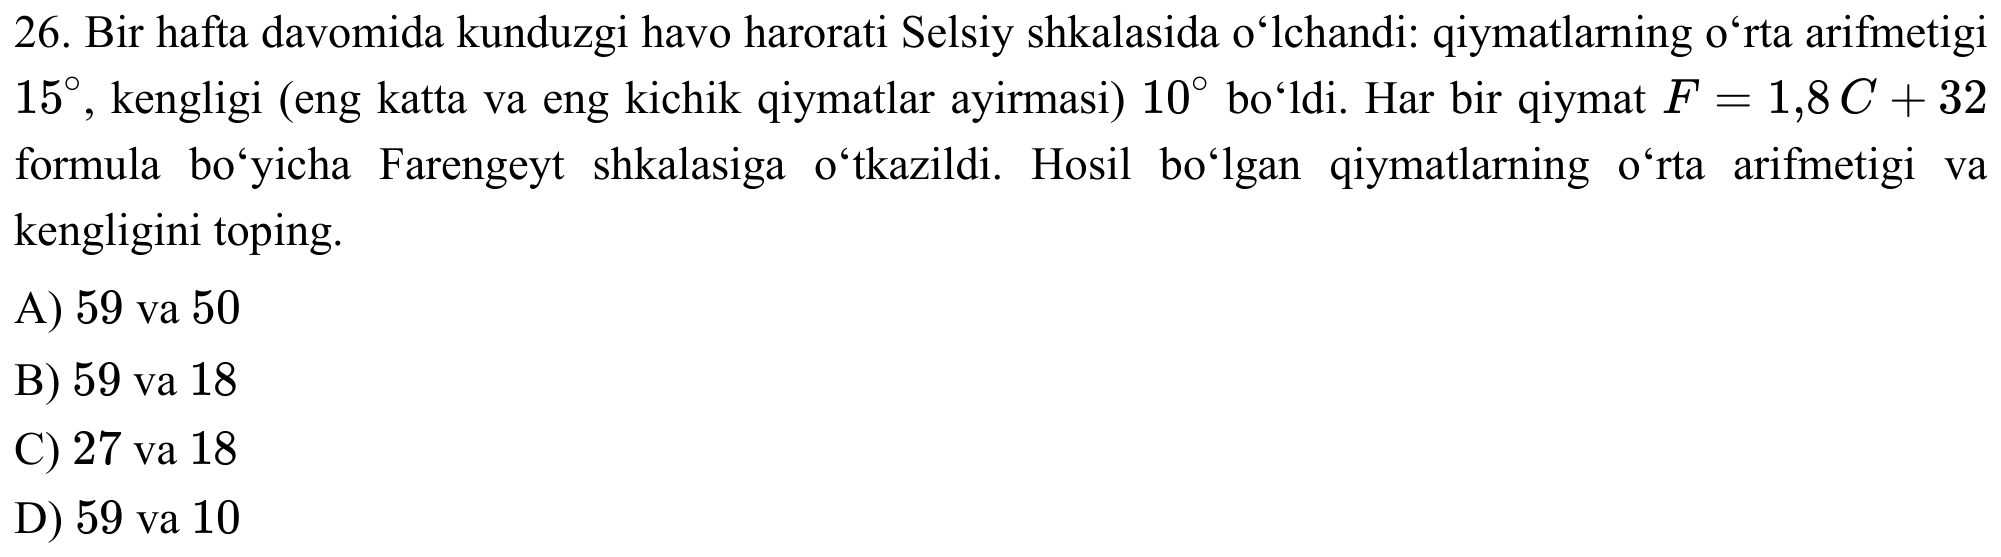 26. Bir hafta davomida kunduzgi havo harorati Selsiy shkalasida o‘lchandi: qiymatlarning o‘rta arifmetigi
15°, kengligi (eng katta va eng kichik qiymatlar ayirmasi) 10° bo‘ldi. Har bir qiymat F = 1,8 C + 32
formula bo‘yicha Farengeyt shkalasiga o‘tkazildi. Hosil bo‘lgan qiymatlarning o‘rta arifmetigi va
kengligini toping.
A) 59 va 50
B) 59 va 18
C) 27 va 18
D) 59 va 10